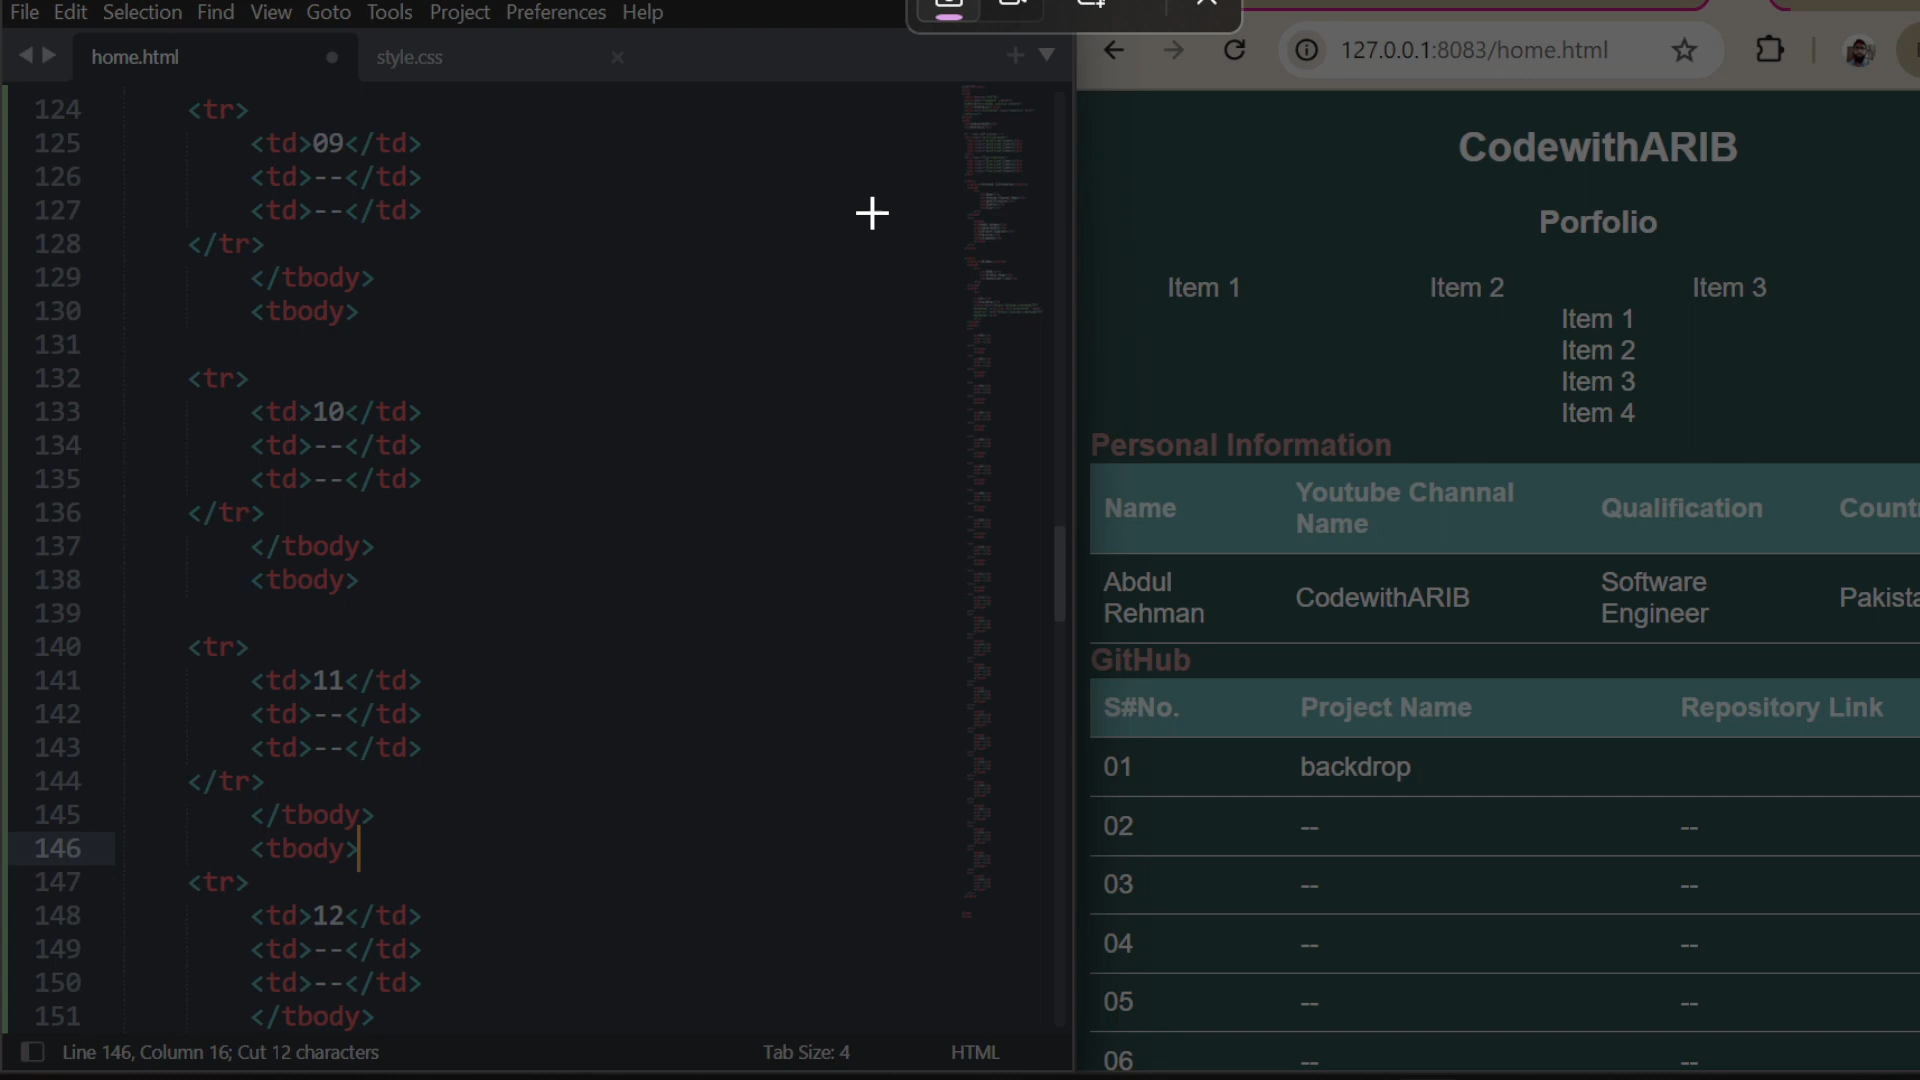 File Edit Selection Find View Goto Tools Project Preferences Help
home.html
style.css
124 <tr>
125 <td>09</td>
126 <td>--</td>
127 <td>--</td>
128 </tr>
129 </tbody>
130 <tbody>
131
132 <tr>
133 <td>10</td>
134 <td>--</td>
135 <td>--</td>
136 </tr>
137 </tbody>
138 <tbody>
139
140 <tr>
141 <td>11</td>
142 <td>--</td>
143 <td>--</td>
144 </tr>
145 </tbody>
146 <tbody>
147 <tr>
148 <td>12</td>
149 <td>--</td>
150 <td>--</td>
151 </tbody>
Line 146, Column 16; Cut 12 characters
Tab Size: 4
HTML
127.0.0.1:8083/home.html
CodewithARIB
Porfolio
Item 1 Item 2 Item 3
Item 1
Item 2
Item 3
Item 4
Personal Information
Name Youtube Channal Name Qualification
Abdul Rehman CodewithARIB Software Engineer
GitHub
S#No. Project Name Repository Link
01 backdrop
02 -- --
03 -- --
04 -- --
05 -- --
06 -- --